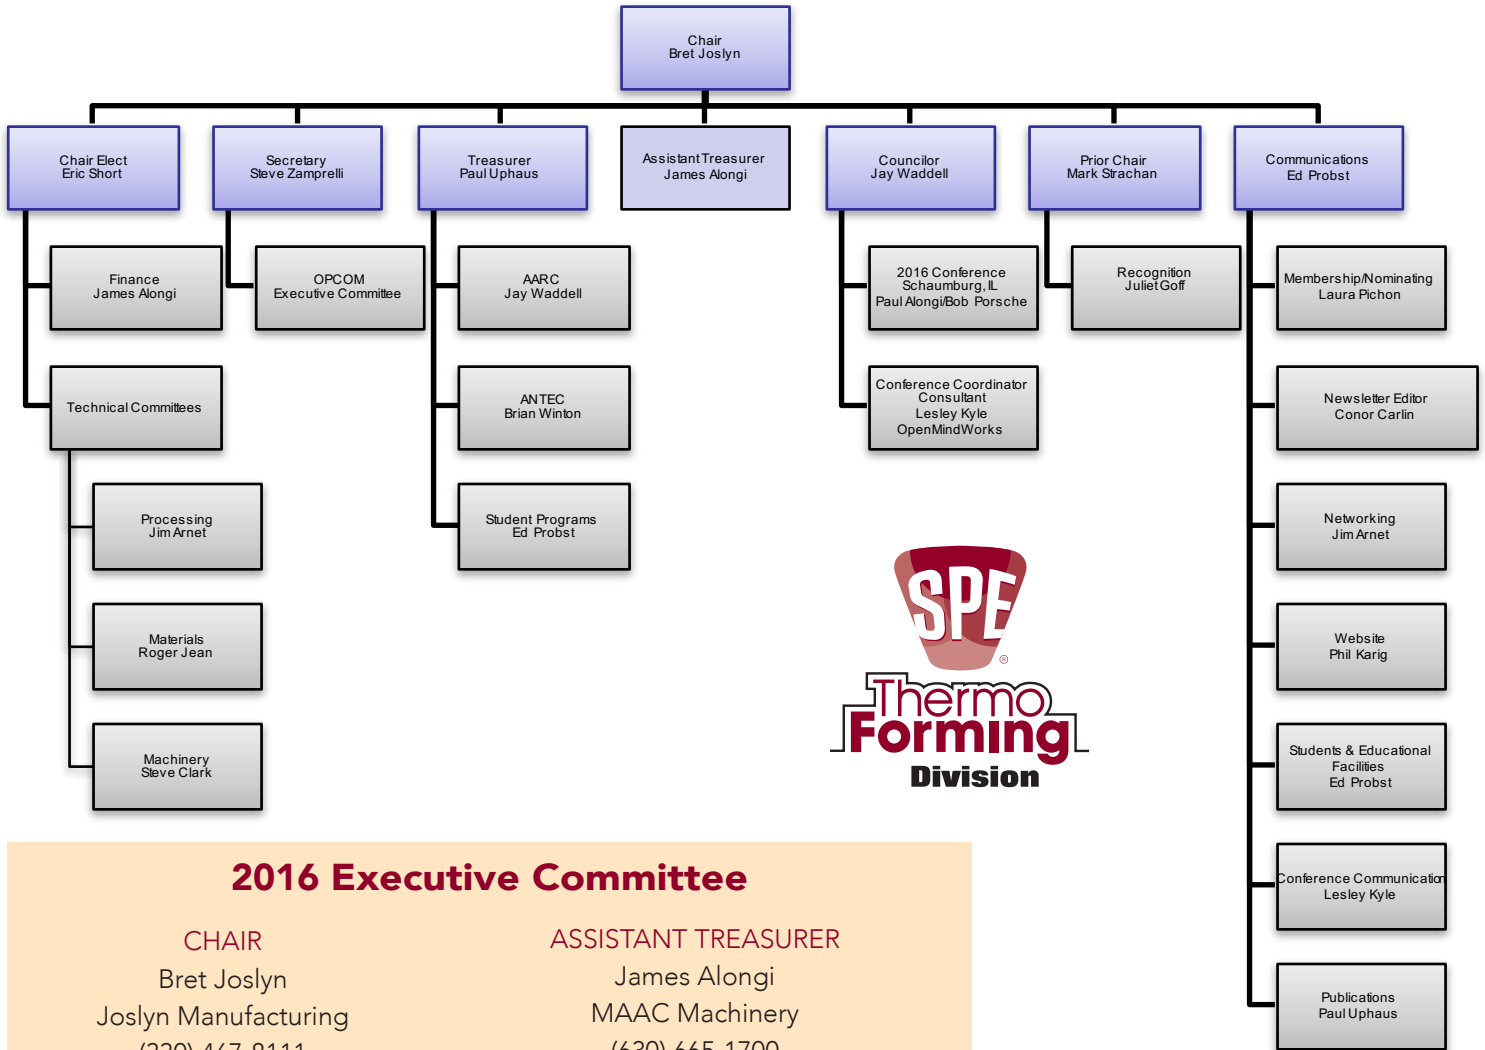 Chair
Bret Joslyn
Chair Elect
Eric Short
Secretary
Steve Zamprelli
Treasurer
Paul Uphaus
Assistant Treasurer
James Alongi
Councilor
Jay Waddell
Prior Chair
Mark Strachan
Communications
Ed Probst
Finance
James Alongi
Technical Committees
Processing
Jim Arnet
Materials
Roger Jean
Machinery
Steve Clark
OPCOM
Executive Committee
AARC
Jay Waddell
ANTEC
Brian Winton
Student Programs
Ed Probst
2016 Conference
Schaumburg, IL
Paul Alongi/Bob Porsche
Conference Coordinator
Consultant
Lesley Kyle
OpenMindWorks
Recognition
Juliet Goff
Membership/Nominating
Laura Pichon
Newsletter Editor
Conor Carlin
Networking
Jim Arnet
Website
Phil Karig
Students & Educational
Facilities
Ed Probst
Conference Communication
Lesley Kyle
Publications
Paul Uphaus
SPE
®
Thermo
Forming
Division
2016 Executive Committee
CHAIR
Bret Joslyn
Joslyn Manufacturing
(330) 467-8111
ASSISTANT TREASURER
James Alongi
MAAC Machinery
(630) 665-1700